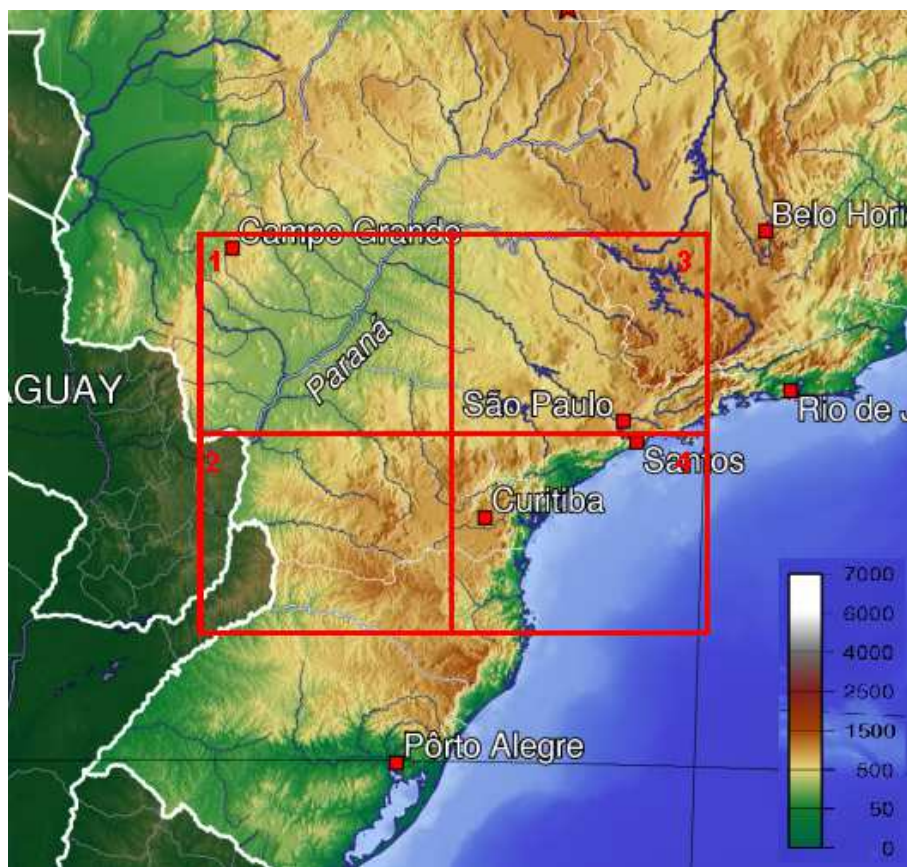 Campo Grande
Belo Hori
1
3
Paraná
AGUAY
São Paulo
Rio de J
2
Santos
4
Curitiba
7000
6000
4000
2500
1500
500
50
0
Pôrto Alegre